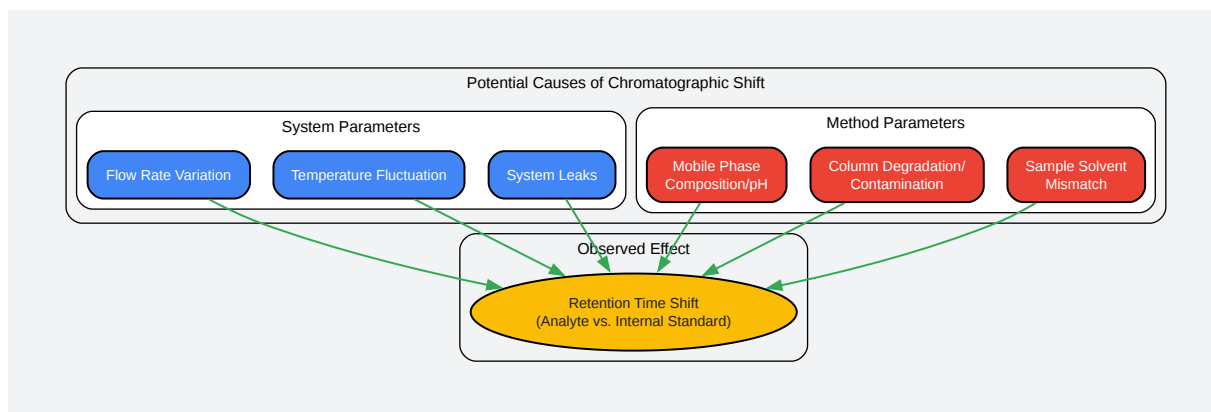 Potential Causes of Chromatographic Shift
System Parameters
Flow Rate Variation
Temperature Fluctuation
System Leaks
Method Parameters
Mobile Phase
Composition/pH
Column Degradation/
Contamination
Sample Solvent
Mismatch
Observed Effect
Retention Time Shift
(Analyte vs. Internal Standard)